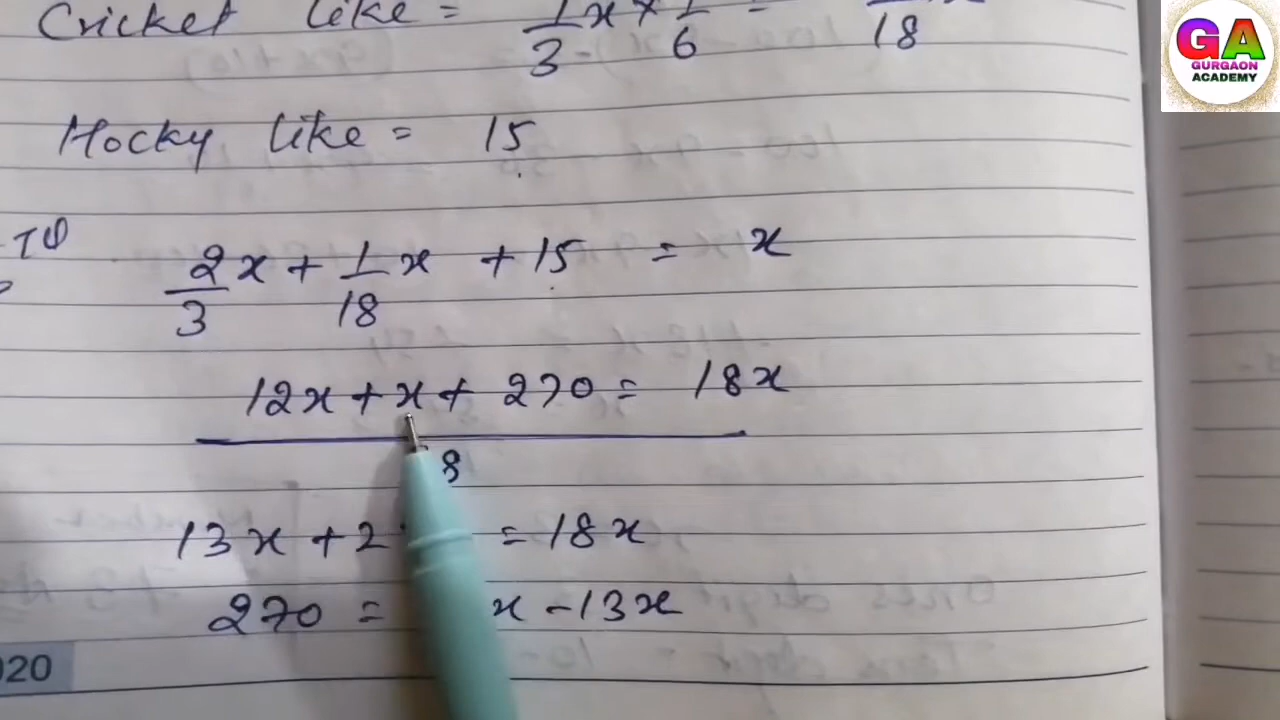 Cricket like = 1/3 x × 1/6 = 18
GA
GURGAON
ACADEMY
Hocky like = 15
2/3 x + 1/18 x + 15 = x
12x + x + 270 = 18x
8
13x + 2 = 18x
270 = x - 13x
020